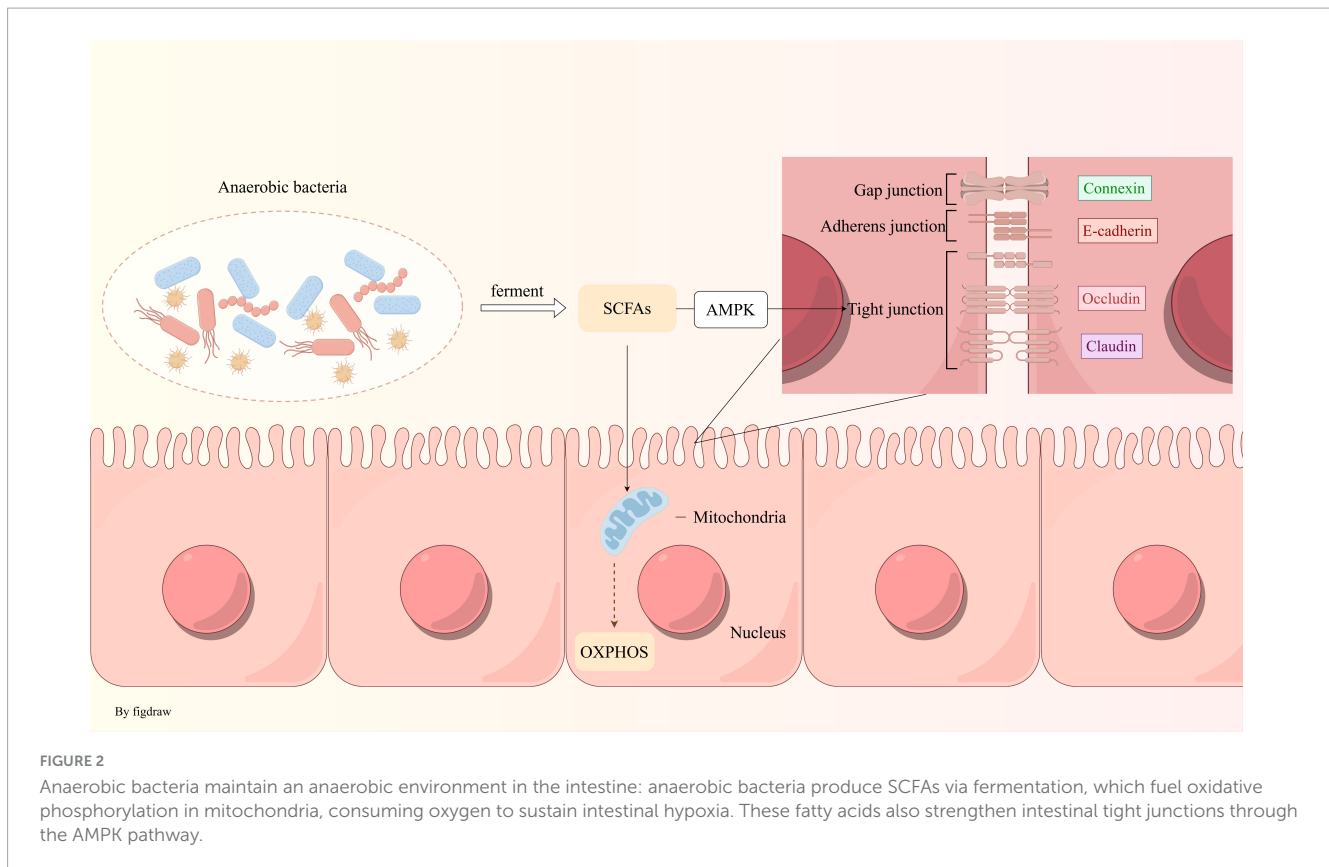 Anaerobic bacteria
ferment
SCFAs
AMPK
Gap junction
Adherens junction
Tight junction
Connexin
E-cadherin
Occludin
Claudin
Mitochondria
Nucleus
OXPHOS
By figdraw
FIGURE 2
Anaerobic bacteria maintain an anaerobic environment in the intestine: anaerobic bacteria produce SCFAs via fermentation, which fuel oxidative
phosphorylation in mitochondria, consuming oxygen to sustain intestinal hypoxia. These fatty acids also strengthen intestinal tight junctions through
the AMPK pathway.